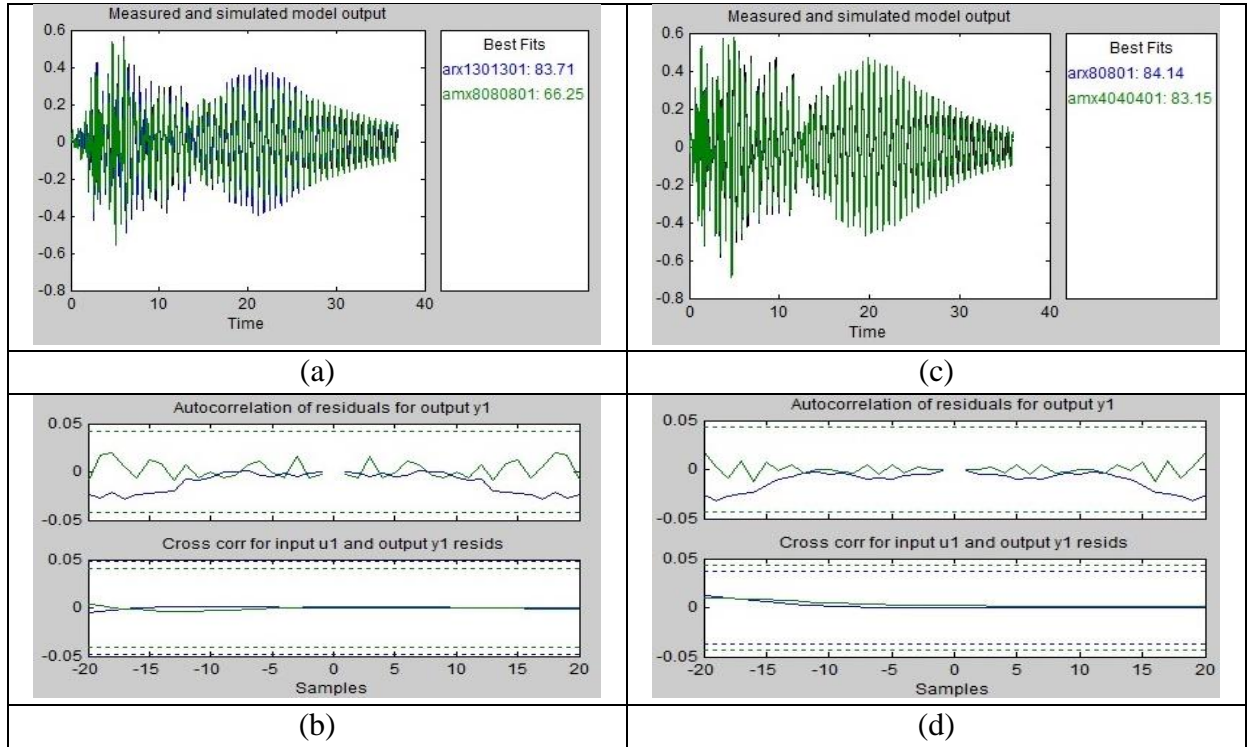 Measured and simulated model output
0.6
0.4
0.2
0
-0.2
-0.4
-0.6
0.8
0 10 20 30 40
Time
Best Fits
arx1301301: 83.71
amx8080801: 66.25
(a)
Measured and simulated model output
0.6
0.4
0.2
0
-0.2
-0.4
-0.6
-0.8
0 10 20 30 40
Time
Best Fits
arx80801: 84.14
amx4040401: 83.15
(c)
Autocorrelation of residuals for output y1
0.05
0
-0.05
Cross corr for input u1 and output y1 resids
0.05
0
-0.05
-20 -15 -10 -5 0 5 10 15 20
Samples
(b)
Autocorrelation of residuals for output y1
0.05
0
-0.05
Cross corr for input u1 and output y1 resids
0.05
0
-0.05
-20 -15 -10 -5 0 5 10 15 20
Samples
(d)